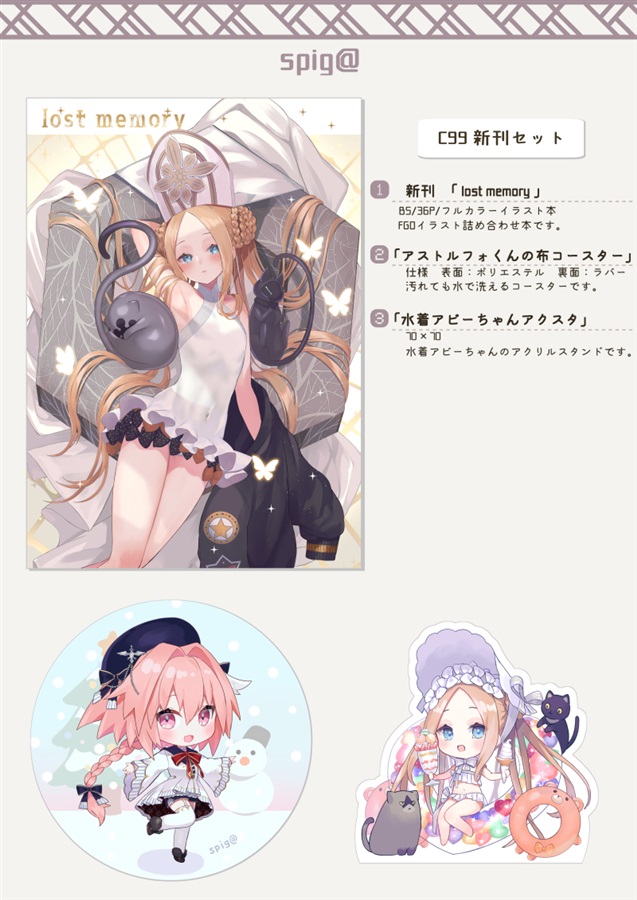 spig@
lost memory
C99 新刊セット
1 新刊 「 lost memory 」
B5/36P/フルカラーイラスト本
FGOイラスト詰め合わせ本です。
2 「アストルフォくんの布コースター」
仕様 表面：ポリエステル 裏面：ラバー
汚れても水で洗えるコースターです。
3 「水着アビーちゃんアクスタ」
70 × 70
水着アビーちゃんのアクリルスタンドです。
spig@